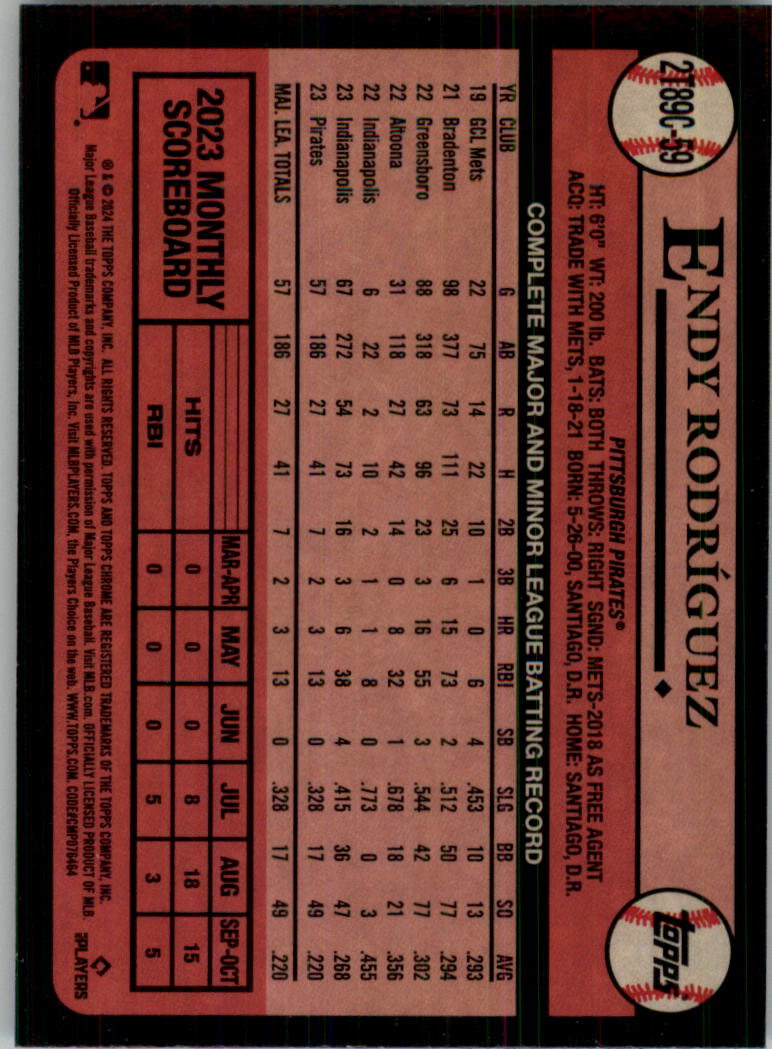 2T89C-59
ENDY RODRÍGUEZ
topps
PITTSBURGH PIRATES®
HT: 6'0" WT: 200 lb. BATS: BOTH THROWS: RIGHT SGND: METS-2018 AS FREE AGENT
ACQ: TRADE WITH METS, 1-18-21 BORN: 5-26-00, SANTIAGO, D.R. HOME: SANTIAGO, D.R.
COMPLETE MAJOR AND MINOR LEAGUE BATTING RECORD
YR CLUB G AB R H 2B 3B HR RBI SB SLG BB SO AVG
19 GCL Mets 22 75 14 22 10 1 0 6 4 .453 10 13 .293
21 Bradenton 98 377 73 111 25 6 15 73 2 .512 50 77 .294
22 Greensboro 88 318 63 96 23 3 16 55 3 .544 42 77 .302
22 Altoona 31 118 27 42 14 0 8 32 1 .678 18 21 .356
22 Indianapolis 6 22 2 10 2 1 1 8 0 .773 0 3 .455
23 Indianapolis 67 272 54 73 16 3 6 38 4 .415 36 47 .268
23 Pirates 57 186 27 41 7 2 3 13 0 .328 17 49 .220
MAJ. LEA. TOTALS 57 186 27 41 7 2 3 13 0 .328 17 49 .220
2023 MONTHLY
SCOREBOARD
MAR-APR MAY JUN JUL AUG SEP-OCT
HITS 0 0 0 8 18 15
RBI 0 0 0 5 3 5
® & © 2024 THE TOPPS COMPANY, INC. ALL RIGHTS RESERVED. TOPPS AND TOPPS CHROME ARE REGISTERED TRADEMARKS OF THE TOPPS COMPANY, INC.
Major League Baseball trademarks and copyrights are used with permission of Major League Baseball. Visit MLB.com. OFFICIALLY LICENSED PRODUCT OF MLB
Officially Licensed Product of MLB Players, Inc. Visit MLBPLAYERS.COM, the Players Choice on the web. WWW.TOPPS.COM. CODE#CMP076464
MLB PLAYERS